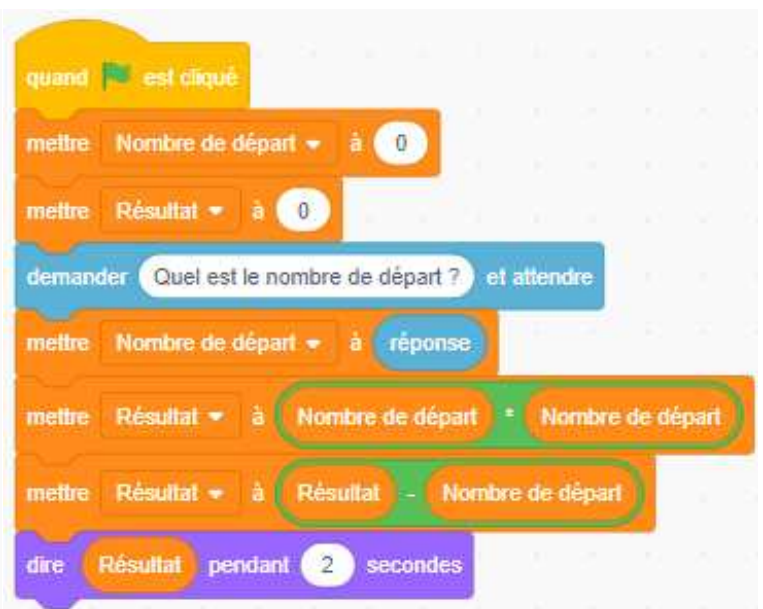 quand est cliqué
mettre Nombre de départ à 0
mettre Résultat à 0
demander Quel est le nombre de départ ? et attendre
mettre Nombre de départ à réponse
mettre Résultat à Nombre de départ * Nombre de départ
mettre Résultat à Résultat - Nombre de départ
dire Résultat pendant 2 secondes